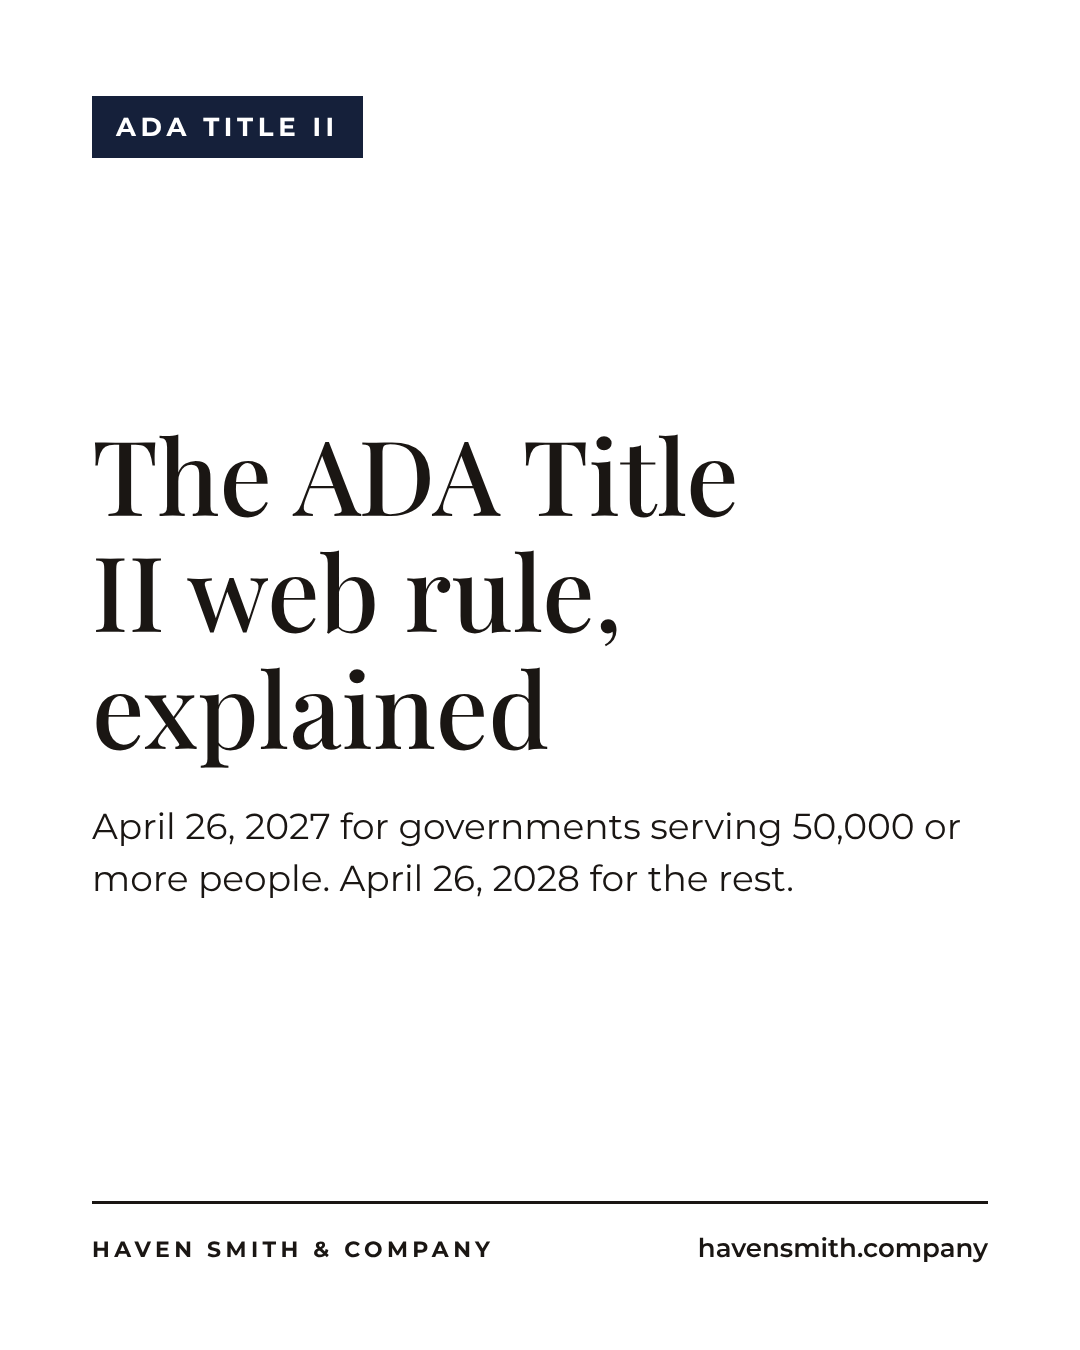 ADA TITLE II
The ADA Title
II web rule,
explained
April 26, 2027 for governments serving 50,000 or
more people. April 26, 2028 for the rest.
HAVEN SMITH & COMPANY
havensmith.company